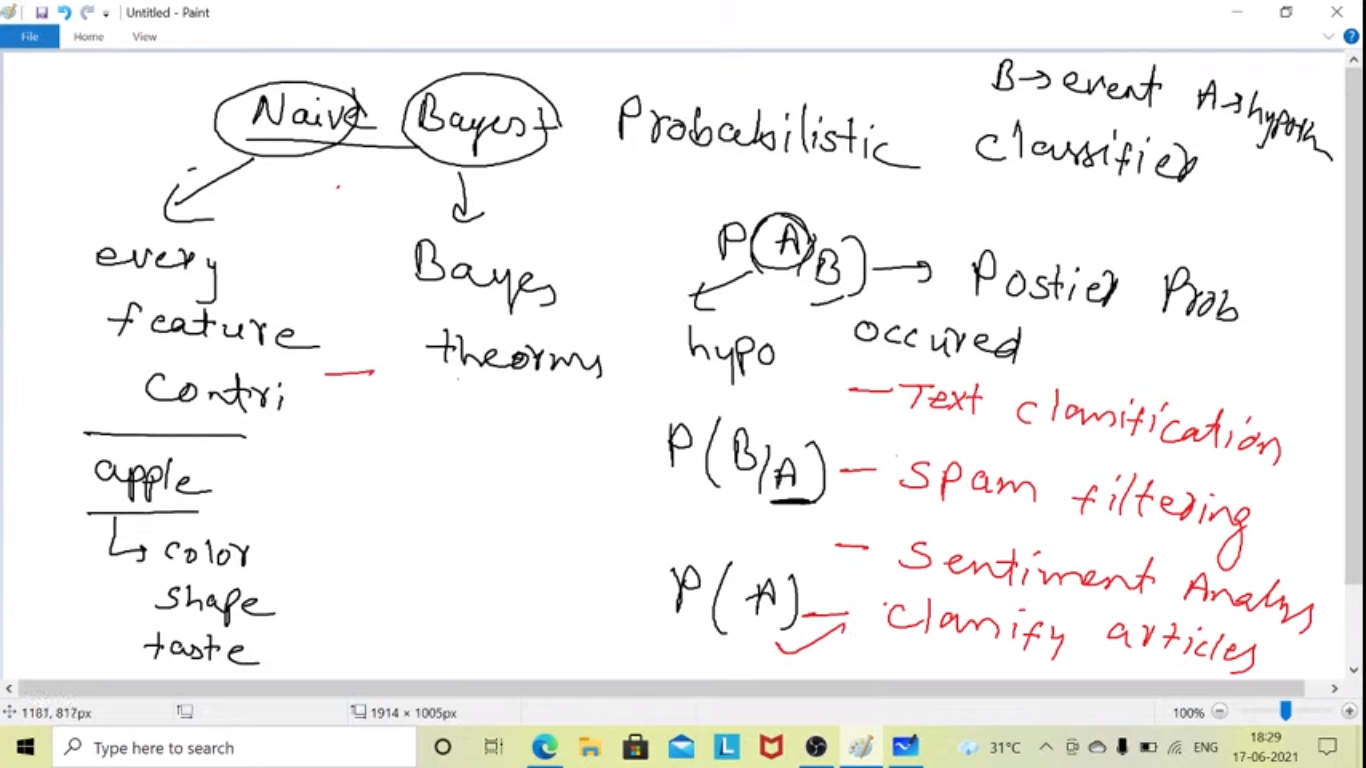 Untitled - Paint
File Home View
B→ event A→hypoth
Naive Bayes Probabilistic classifier
every
feature
contri
Bayes
theorms
P(A/B) → Postier Prob
hypo
occured
- Text classification
P(B/A) - Spam filtering
- Sentiment Analys
P(A) - Classify articles
apple
color
shape
taste
1181, 812px
1914 × 1005px
100%
Type here to search
31°C
ENG
18:29
17-06-2021